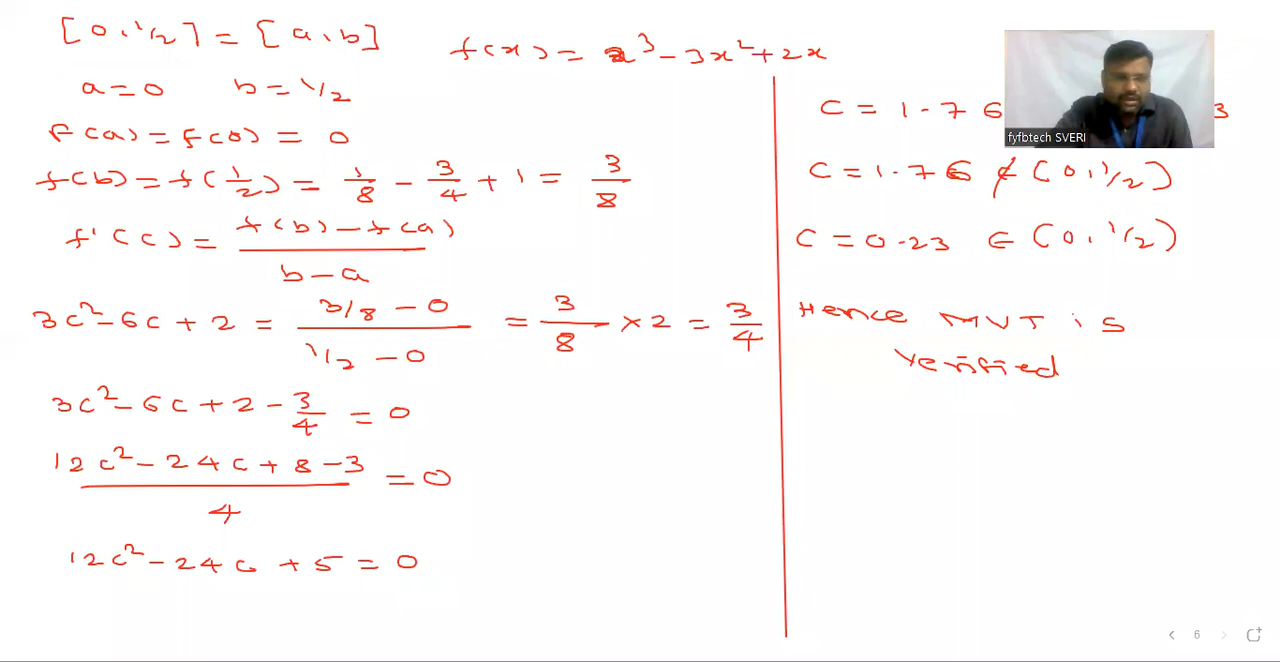 [0, 1/2] = [a, b]
f(x) = x³ - 3x² + 2x
a = 0 b = 1/2
f(a) = f(0) = 0
f(b) = f(1/2) = 1/8 - 3/4 + 1 = 3/8
f'(c) = f(b) - f(a) / b - a
3c² - 6c + 2 = 3/8 - 0 / 1/2 - 0 = 3/8 × 2 = 3/4
3c² - 6c + 2 - 3/4 = 0
12c² - 24c + 8 - 3 / 4 = 0
12c² - 24c + 5 = 0
c = 1.76 3
c = 1.76 ∉ (0, 1/2)
c = 0.23 ∈ (0, 1/2)
Hence MVT is
verified
fyfbtech SVERI
6